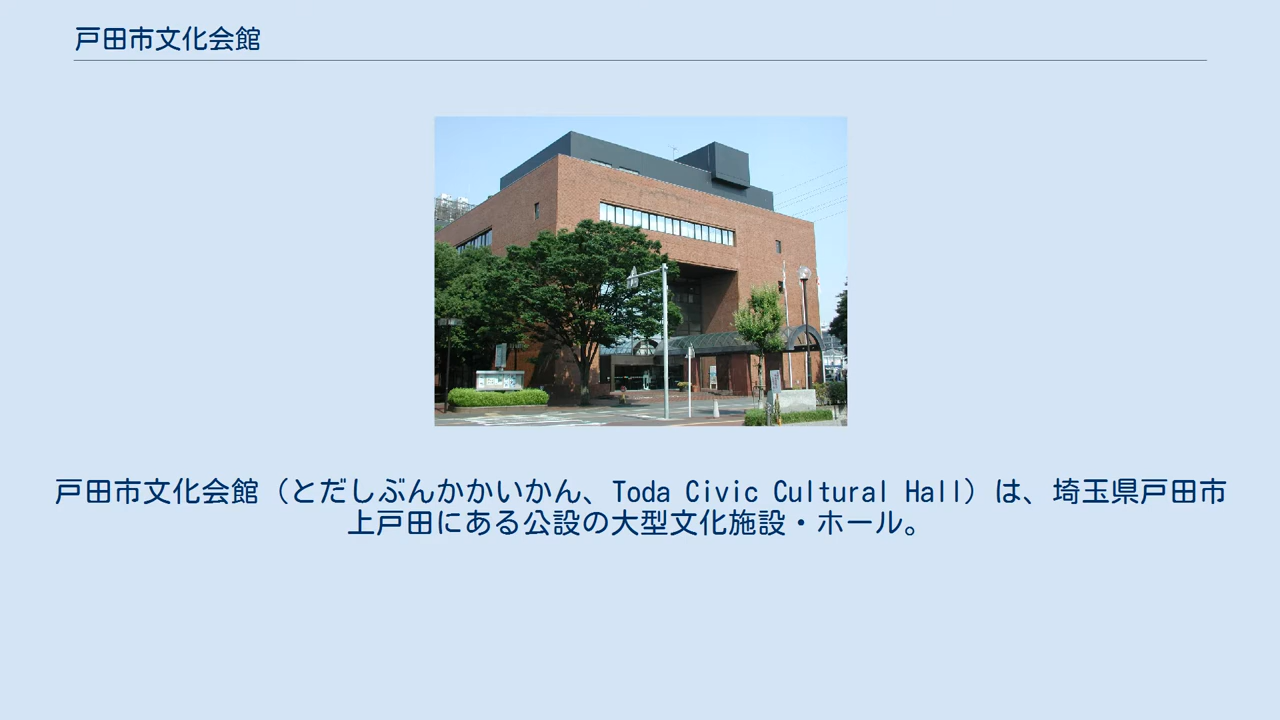 戸田市文化会館
戸田市文化会館（とだしぶんかかいかん、Toda Civic Cultural Hall）は、埼玉県戸田市
上戸田にある公設の大型文化施設・ホール。